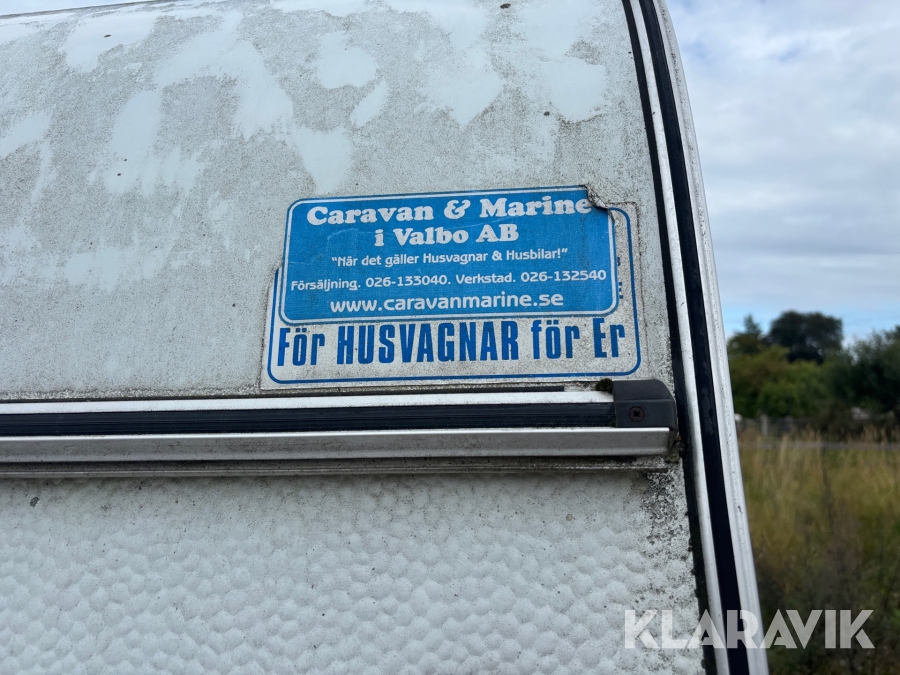 Caravan & Marine
i Valbo AB
"När det gäller Husvagnar & Husbilar!"
Försäljning. 026-133040. Verkstad. 026-132540
www.caravanmarine.se
För HUSVAGNAR för Er
KLARAVIK